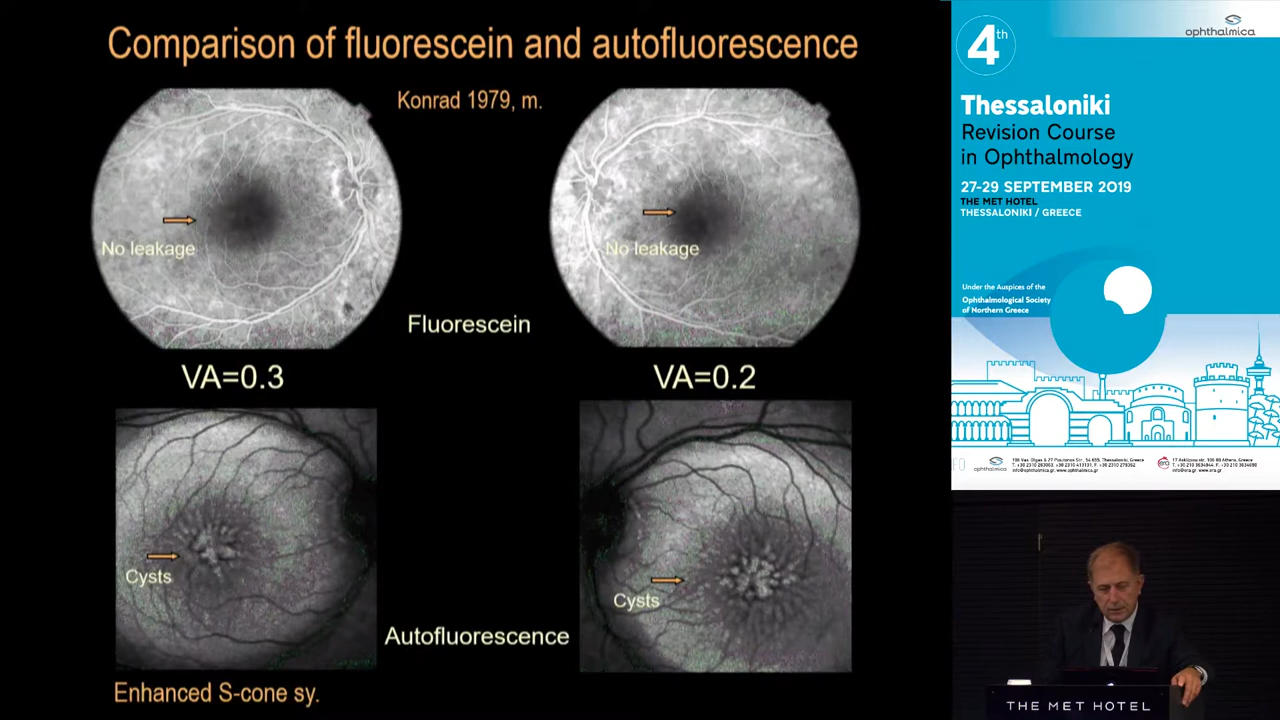 Comparison of fluorescein and autofluorescence
Konrad 1979, m.
No leakage
No leakage
Fluorescein
VA=0.3
VA=0.2
Cysts
Cysts
Autofluorescence
Enhanced S-cone sy.
ophthalmica
4th
Thessaloniki
Revision Course
in Ophthalmology
27-29 SEPTEMBER 2019
THE MET HOTEL
THESSALONIKI / GREECE
Under the Auspices of the
Ophthalmological Society
of Northern Greece
ophthalmica
THE MET HOTEL